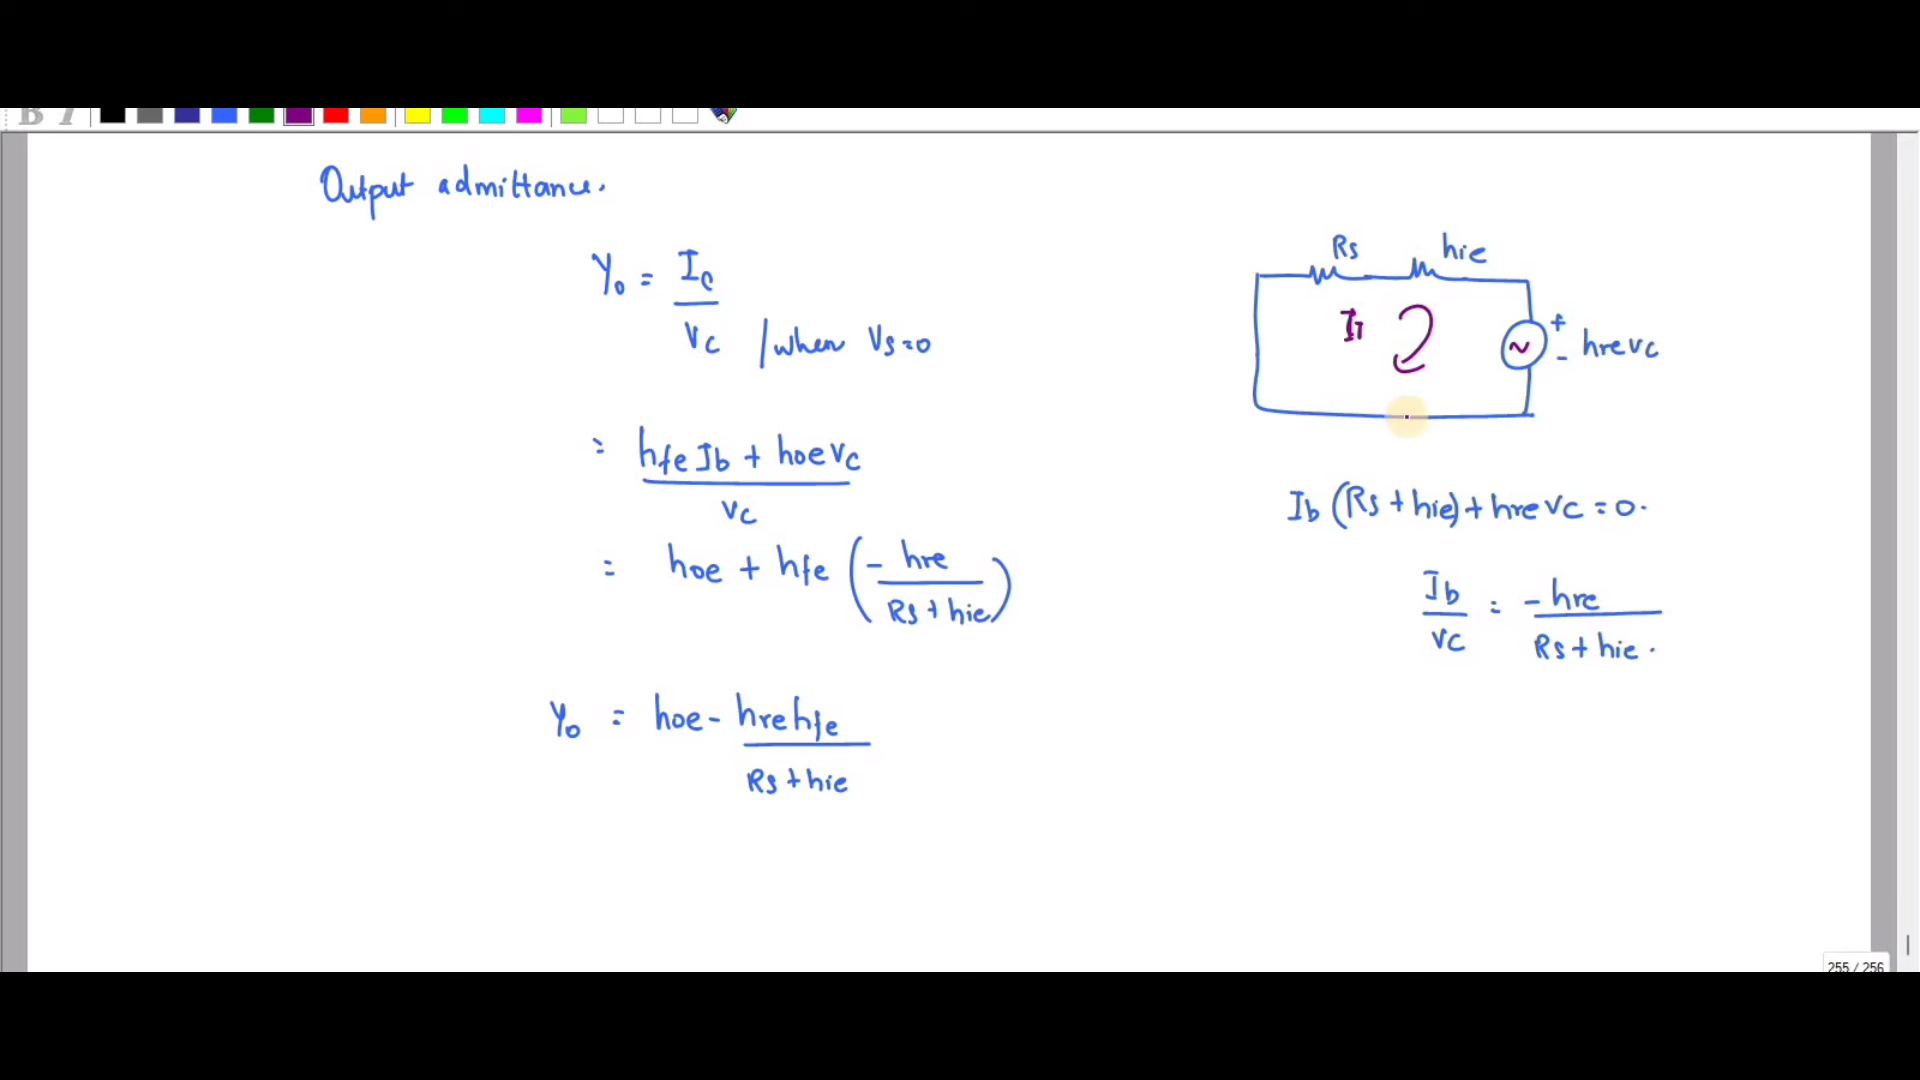 B I
Output admittance.
Yo = Ic
Vc / when Vs=0
= hfe Ib + hoe Vc
Vc
= hoe + hfe ( - hre
Rs + hie )
Yo = hoe - hre hfe
Rs + hie
Rs hie
I1
+
~ hre Vc
-
Ib (Rs + hie) + hre Vc = 0.
Ib = - hre
Vc Rs + hie .
255 / 256